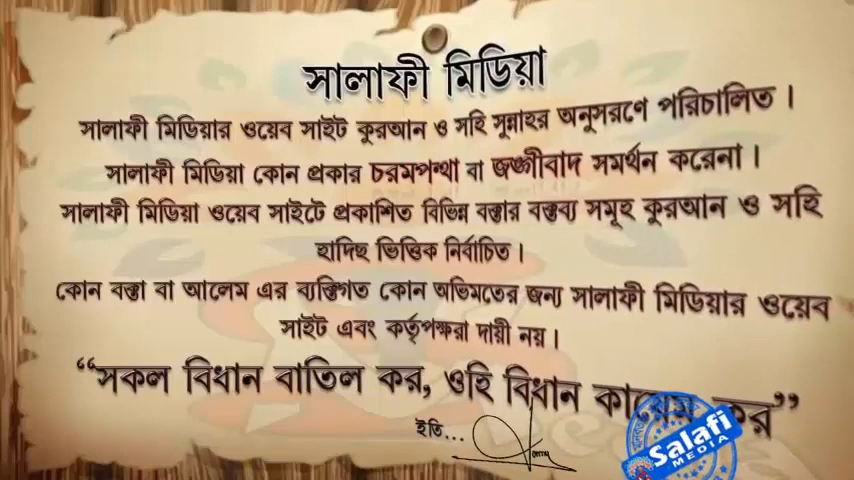 সালাফী মিডিয়া
সালাফী মিডিয়ার ওয়েব সাইট কুরআন ও সহি সুন্নাহর অনুসরণে পরিচালিত ।
সালাফী মিডিয়া কোন প্রকার চরমপন্থা বা জঙ্গীবাদ সমর্থন করেনা ।
সালাফী মিডিয়া ওয়েব সাইটে প্রকাশিত বিভিন্ন বক্তার বক্তব্য সমূহ কুরআন ও সহি
হাদিছ ভিত্তিক নির্বাচিত ।
কোন বক্তা বা আলেম এর ব্যক্তিগত কোন অভিমতের জন্য সালাফী মিডিয়ার ওয়েব
সাইট এবং কর্তৃপক্ষরা দায়ী নয় ।
“সকল বিধান বাতিল কর, ওহি বিধান কায়েম কর”
ইতি...
Salafi
MEDIA